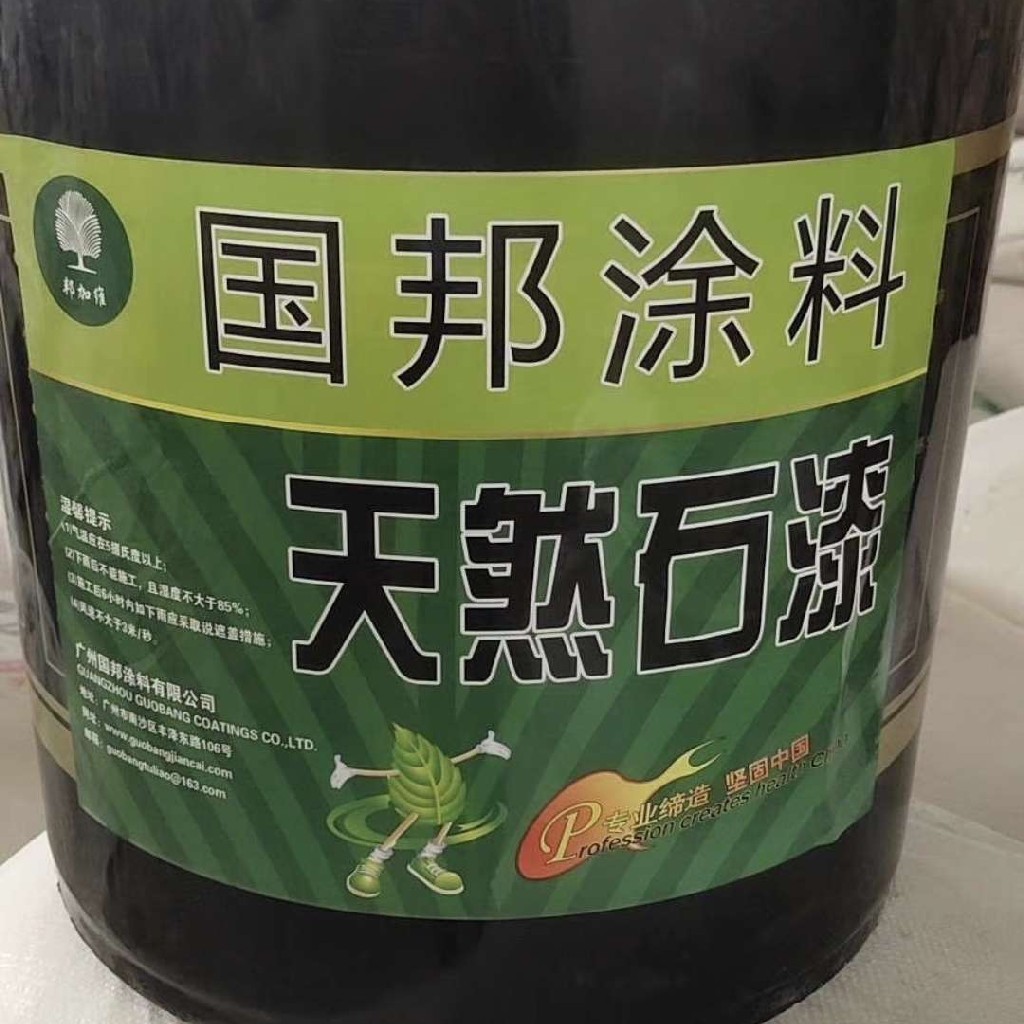 邦加维
国邦涂料
天然石漆
温馨提示
(1)气温应在5摄氏度以上;
(2)下雨后不能施工，且湿度不大于85%;
(3)施工后6小时内如下雨应采取说遮盖措施;
(4)风速不大于3米/秒。
广州国邦涂料有限公司
GUANGZHOU GUOBANG COATINGS CO.,LTD.
地址: 广州市南沙区丰泽东路106号
网址: www.guobangjiancai.com
邮箱: guobangtuliao@163.com
专业缔造 坚固中国
Profession creates health